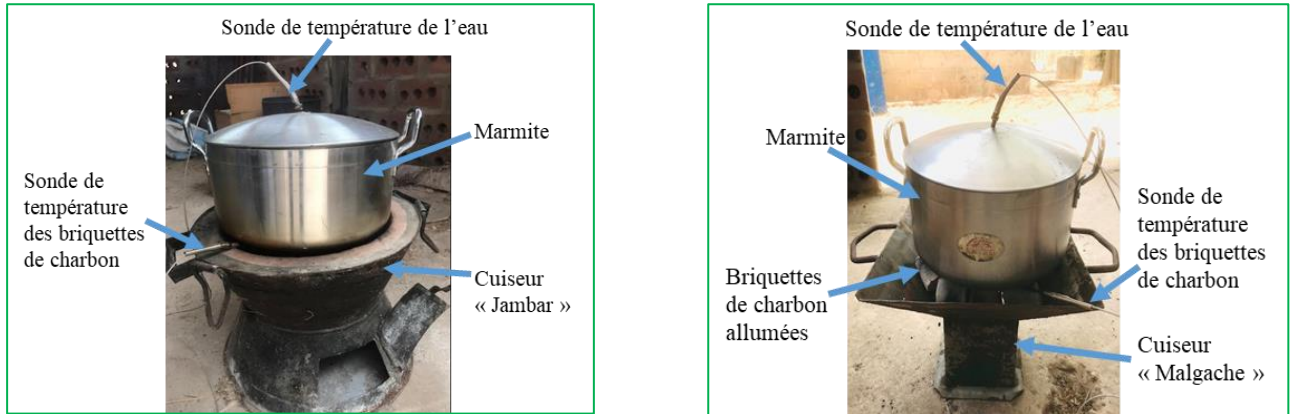 Sonde de température de l’eau
Marmite
Sonde de
température
des briquettes
de charbon
Cuiseur
« Jambar »
Sonde de température de l’eau
Marmite
Sonde de
température
des briquettes
de charbon
Briquettes
de charbon
allumées
Cuiseur
« Malgache »